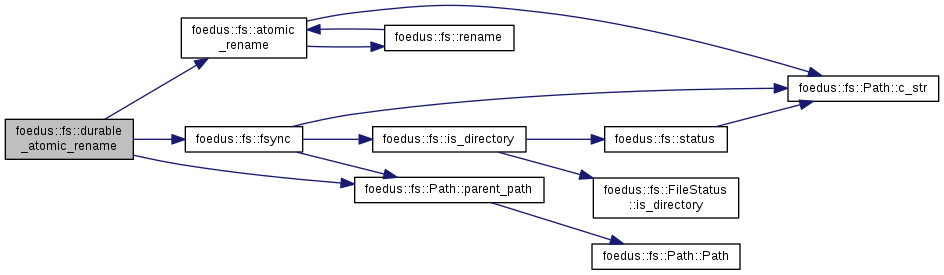 foedus::fs::durable
_atomic_rename
foedus::fs::atomic
_rename
foedus::fs::rename
foedus::fs::Path::c_str
foedus::fs::fsync
foedus::fs::is_directory
foedus::fs::status
foedus::fs::Path::parent_path
foedus::fs::FileStatus
::is_directory
foedus::fs::Path::Path